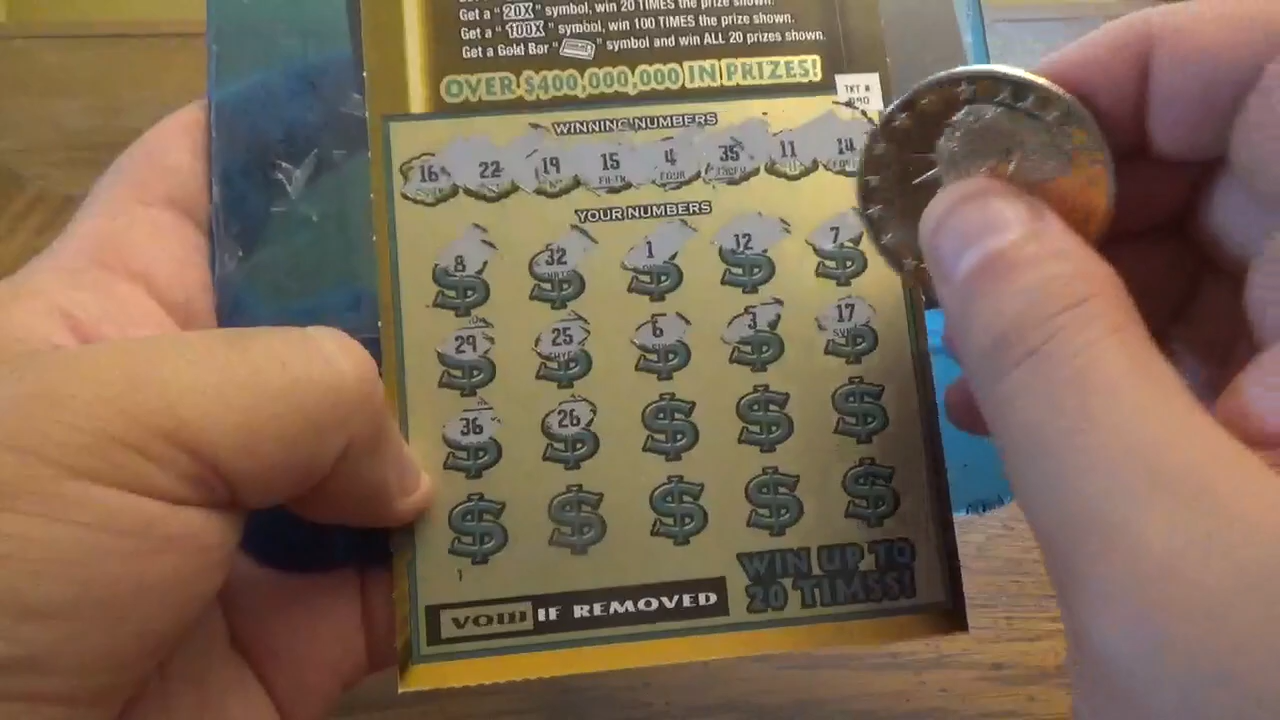 Get a "20X" symbol, win 20 TIMES the prize shown.
Get a "100X" symbol, win 100 TIMES the prize shown.
Get a Gold Bar " " symbol and win ALL 20 prizes shown.
OVER $400,000,000 IN PRIZES!
TKT #
WINNING NUMBERS
16 22 19 15 4 35 11 14
FOUR
YOUR NUMBERS
8 32 1 12 7
$ $ $ $ $
29 25 6 3 17
$ $ $ $ $
36 26 $ $ $
$ $
$ $ $ $ $
WIN UP TO
20 TIMES!
VOID IF REMOVED